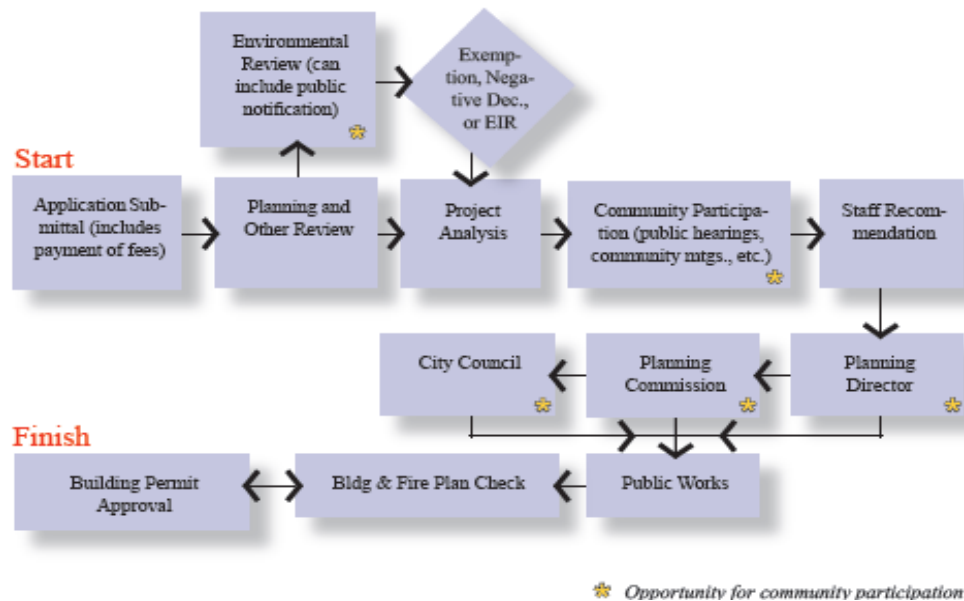 Environmental
Review (can
include public
notification)
Exemp-
tion, Nega-
tive Dec.,
or EIR
Start
Application Sub-
mittal (includes
payment of fees)
Planning and
Other Review
Project
Analysis
Community Participa-
tion (public hearings,
community mtgs., etc.)
Staff Recom-
mendation
City Council
Planning
Commission
Planning
Director
Finish
Building Permit
Approval
Bldg & Fire Plan Check
Public Works
Opportunity for community participation